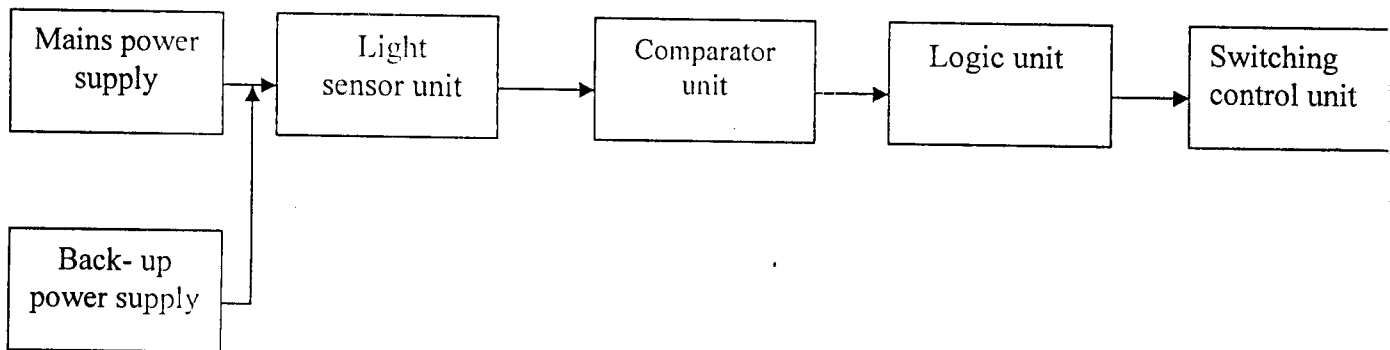 Mains power
supply
Light
sensor unit
Comparator
unit
Logic unit
Switching
control unit
Back- up
power supply